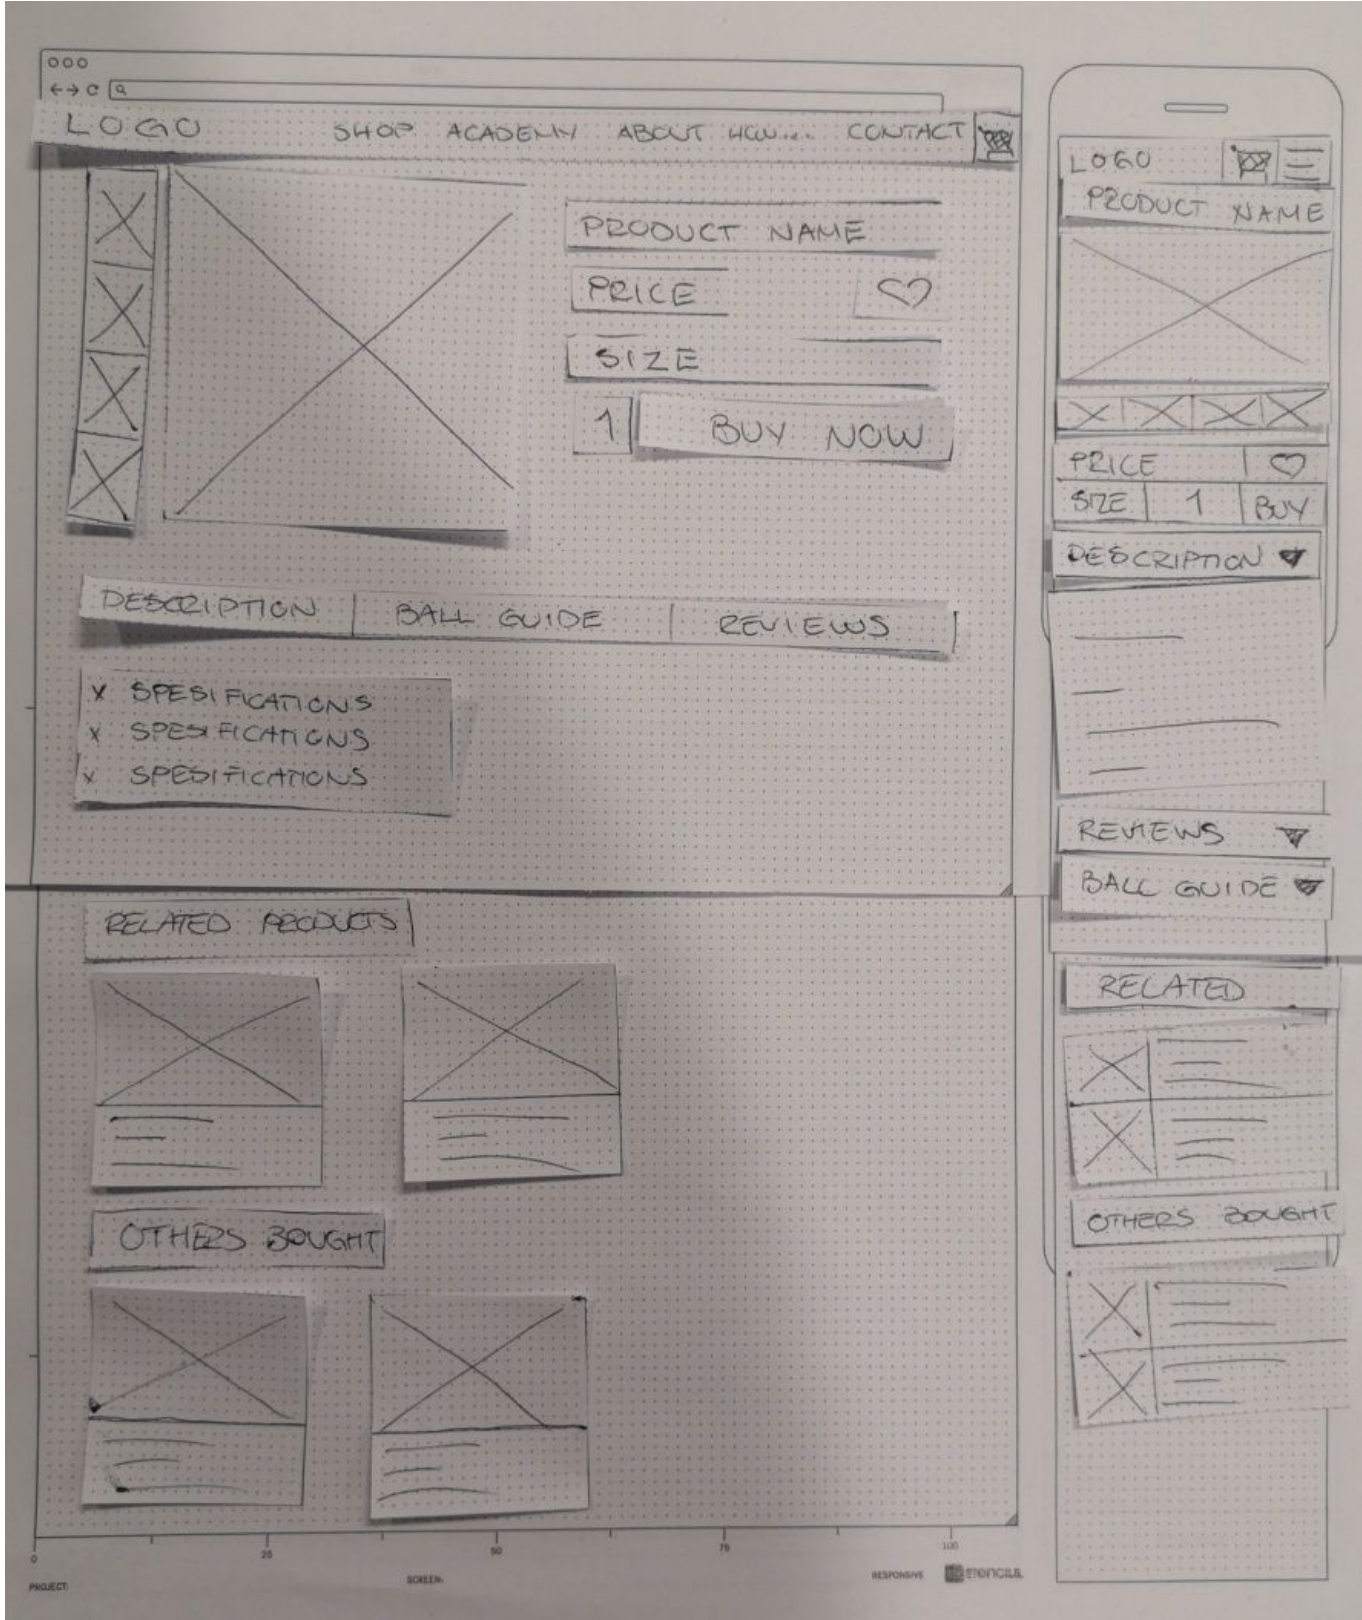 LOGO SHOP ACADEMY ABOUT HOW... CONTACT
PRODUCT NAME
PRICE
SIZE
1 BUY NOW
DESCRIPTION BALL GUIDE REVIEWS
x SPESIFICATIONS
x SPESIFICATIONS
x SPESIFICATIONS
RELATED PRODUCTS
OTHERS BOUGHT
0 25 50 75 100
PROJECT: SCREEN: RESPONSIVE
LOGO
PRODUCT NAME
PRICE
SIZE 1 BUY
DESCRIPTION
REVIEWS
BALL GUIDE
RELATED
OTHERS BOUGHT